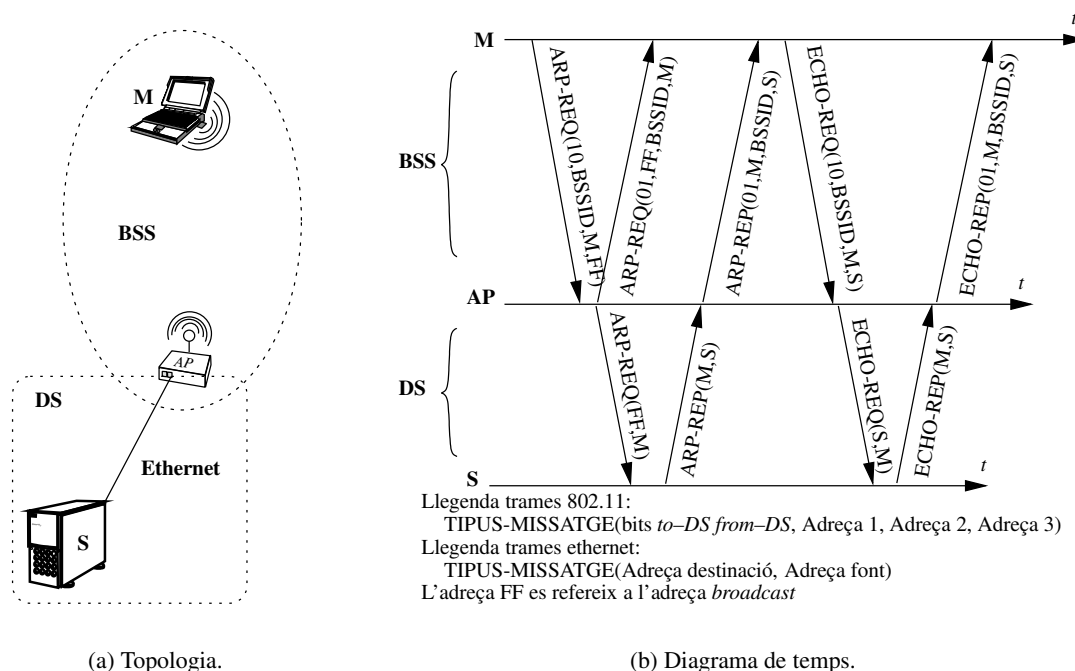 M
BSS
AP
DS
Ethernet
S
(a) Topologia.
M
t
BSS
ARP-REQ(10,BSSID,M,FF)
ARP-REQ(01,FF,BSSID,M)
ARP-REP(01,M,BSSID,S)
ECHO-REQ(10,BSSID,M,S)
ECHO-REP(01,M,BSSID,S)
AP
t
DS
ARP-REQ(FF,M)
ARP-REP(M,S)
ECHO-REQ(S,M)
ECHO-REP(M,S)
S
t
Llegenda trames 802.11:
TIPUS-MISSATGE(bits to–DS from–DS, Adreça 1, Adreça 2, Adreça 3)
Llegenda trames ethernet:
TIPUS-MISSATGE(Adreça destinació, Adreça font)
L'adreça FF es refereix a l'adreça broadcast
(b) Diagrama de temps.